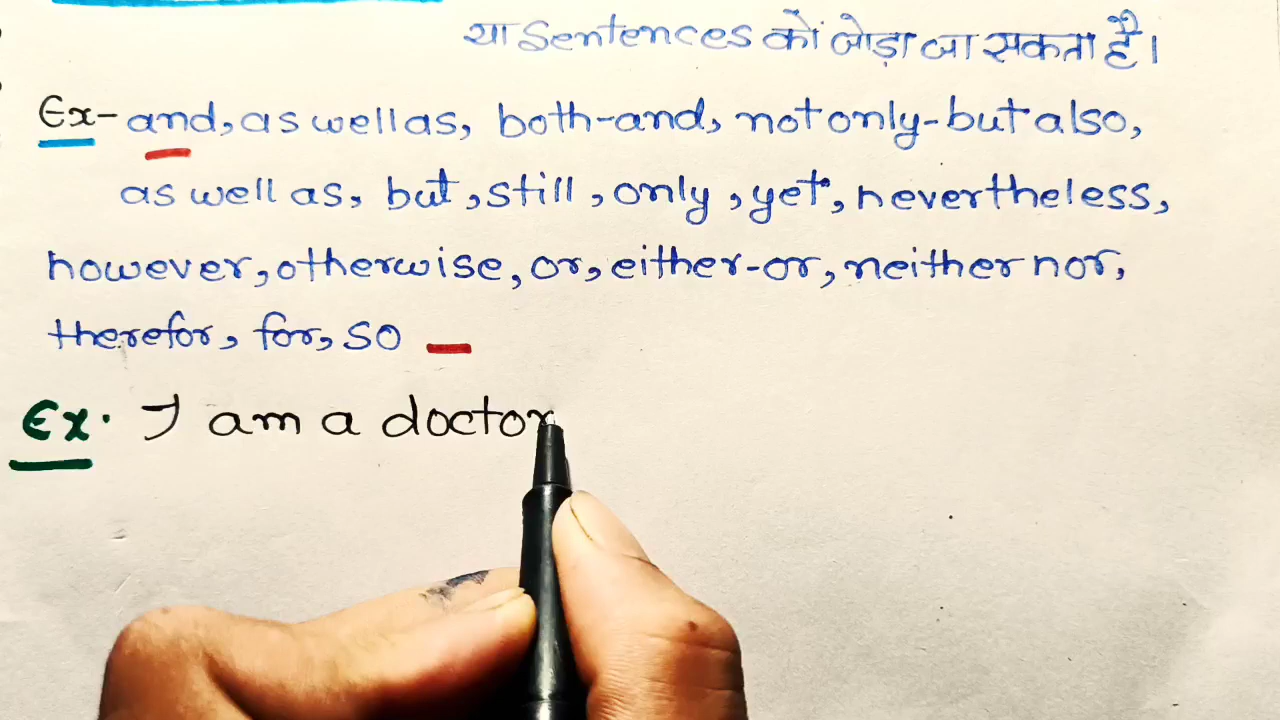 या Sentences को जोड़ा जा सकता है।
Ex- and, as well as, both-and, not only-but also,
as well as, but, still, only, yet, nevertheless,
however, otherwise, or, either-or, neither nor,
therefor, for, so
Ex. I am a doctor